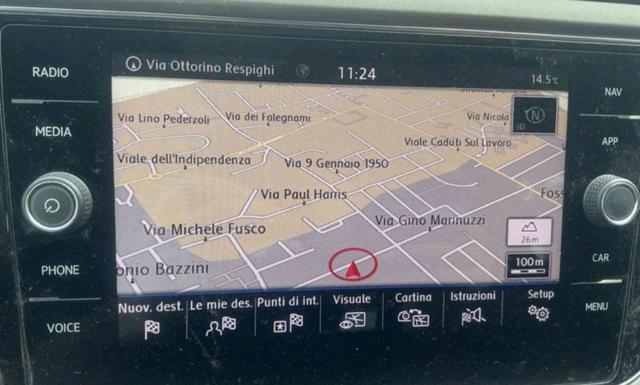 RADIO
MEDIA
PHONE
VOICE
Via Ottorino Respighi
11:24
14.5°C
Via Lino Pederzoli
Via dei Falegnami
Via Nicola
N
3D
Viale dell'Indipendenza
Via 9 Gennaio 1950
Viale Caduti Sul Lavoro
Via Paul Harris
Foss
Via Michele Fusco
Via Gino Marinuzzi
onio Bazzini
26m
100m
Nuov. dest.
Le mie des.
Punti di int.
Visuale
Cartina
Istruzioni
Setup
NAV
APP
CAR
MENU